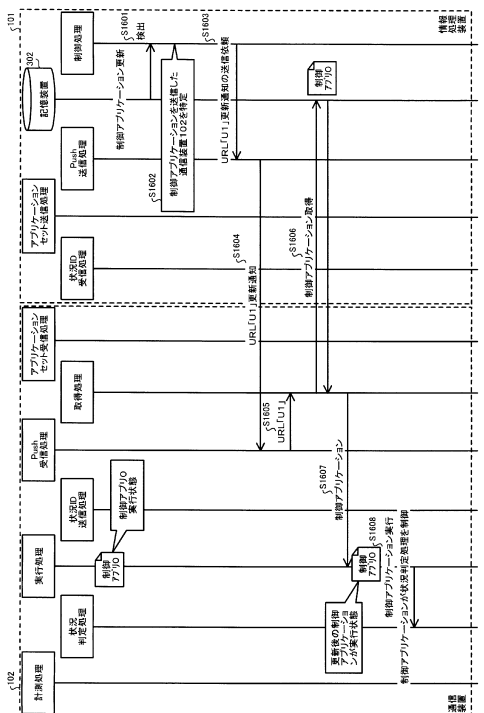 102
通信
装置
計測処理
状況
判定処理
実行処理
状況ID
送信処理
Push
受信処理
取得処理
アプリケーション
セット受信処理
101
情報
処理
装置
状況ID
受信処理
アプリケーション
セット送信処理
Push
送信処理
302
記憶装置
制御処理
制御
アプリ0
制御アプリ0
実行状態
制御アプリケーション更新
S1601
検出
S1602
制御アプリケーションを送信した
通信装置102を特定
S1603
URL「U1」更新通知の送信依頼
S1604
URL「U1」更新通知
S1605
URL「U1」
S1606
制御アプリケーション取得
制御
アプリ0
S1607
制御アプリケーション
制御
アプリ0
更新後の制御
アプリケーショ
ンが実行状態
S1608
制御アプリケーション実行
制御アプリケーションが状況判定処理を制御